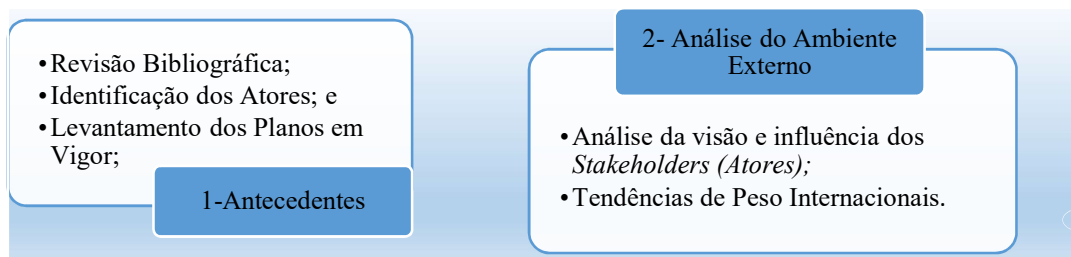 •Revisão Bibliográfica;
•Identificação dos Atores; e
•Levantamento dos Planos em
Vigor;
1-Antecedentes
2- Análise do Ambiente
Externo
•Análise da visão e influência dos
Stakeholders (Atores);
•Tendências de Peso Internacionais.